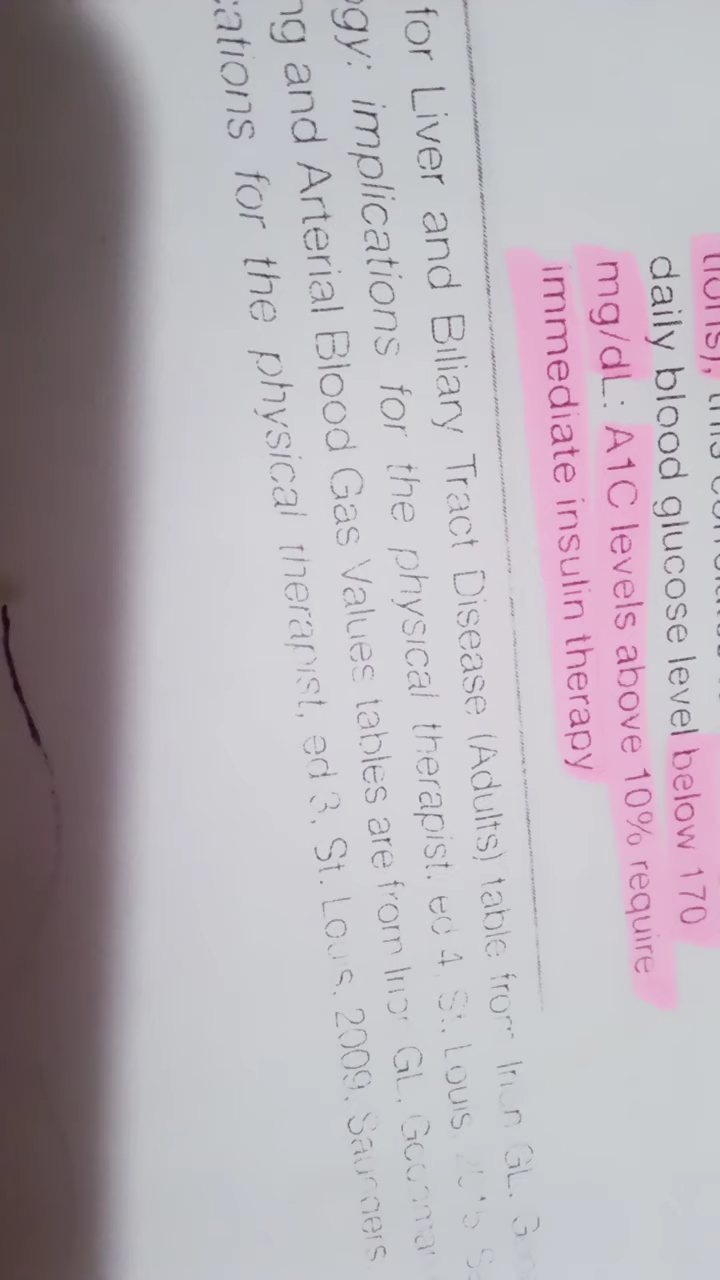 daily blood glucose level below 170
mg/dL: A1C levels above 10% require
immediate insulin therapy
for Liver and Biliary Tract Disease (Adults) table from GL.
implications for the physical therapist, ed 4, St. Louis,
and Arterial Blood Gas Values tables are from GL,
for the physical therapist, ed 3, St. Louis, 2009, Saunders